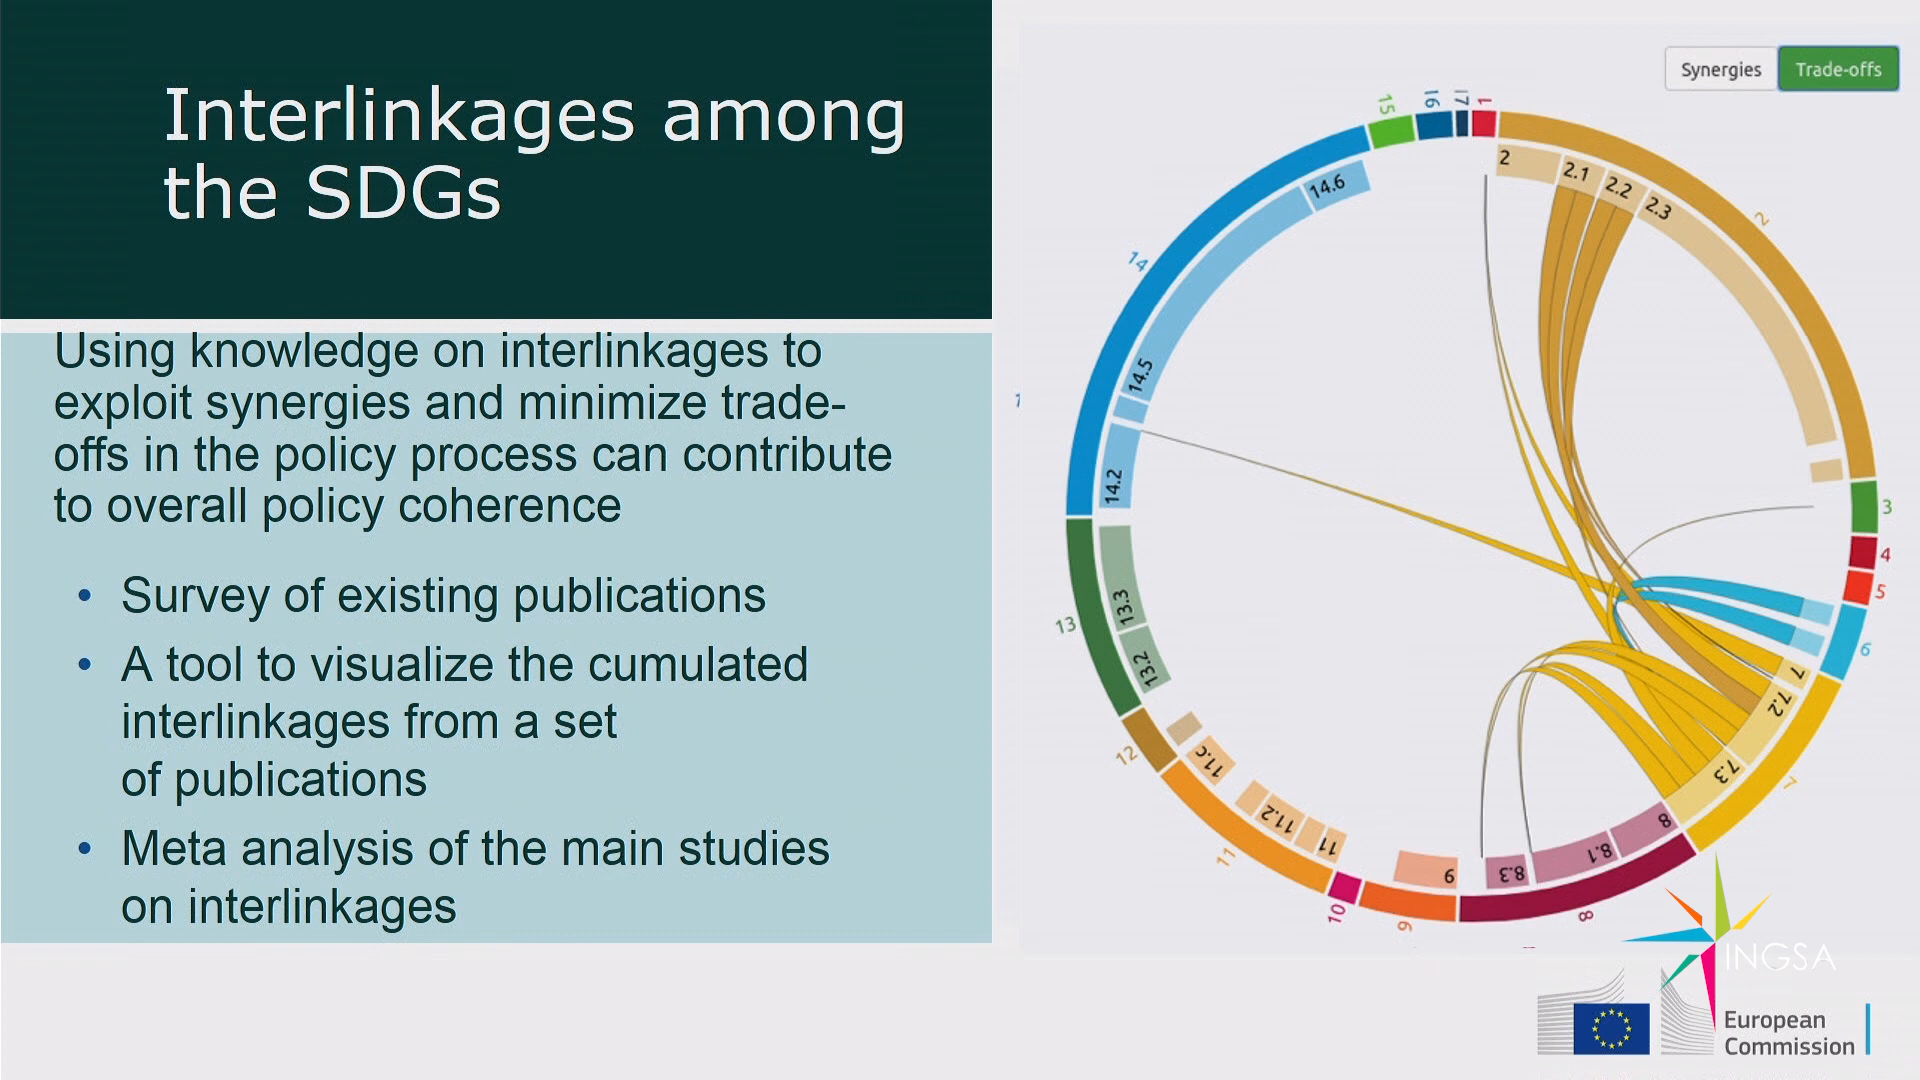 Interlinkages among
the SDGs
Using knowledge on interlinkages to
exploit synergies and minimize trade-
offs in the policy process can contribute
to overall policy coherence
• Survey of existing publications
• A tool to visualize the cumulated
interlinkages from a set
of publications
• Meta analysis of the main studies
on interlinkages
Synergies
Trade-offs
15
16
17
1
2
2.1
2.2
2.3
2
3
4
5
6
7
7.2
7.3
7
8
8.1
8.3
8
9
9
10
11
11.2
11.c
11
12
13.2
13.3
13
14.2
14.5
14.6
14
INGSA
European
Commission